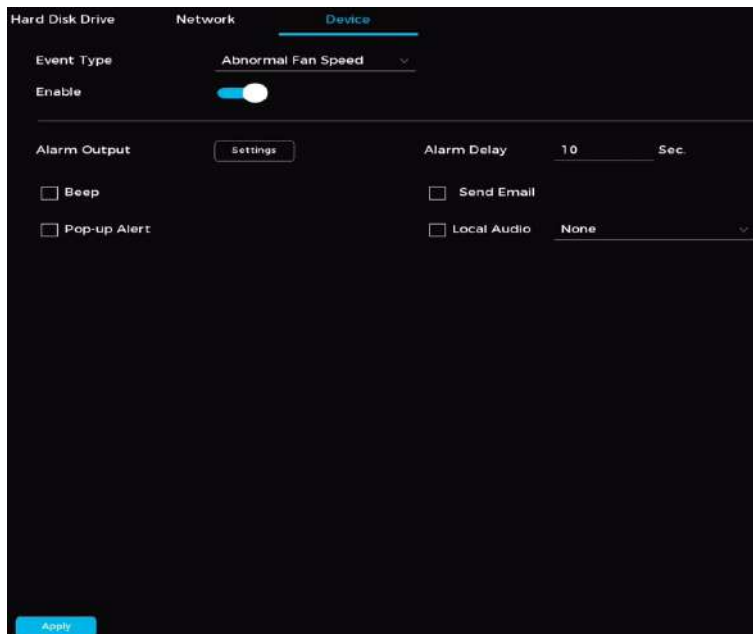 Hard Disk Drive Network Device
Event Type Abnormal Fan Speed
Enable
Alarm Output Settings Alarm Delay 10 Sec.
Beep Send Email
Pop-up Alert Local Audio None
Apply